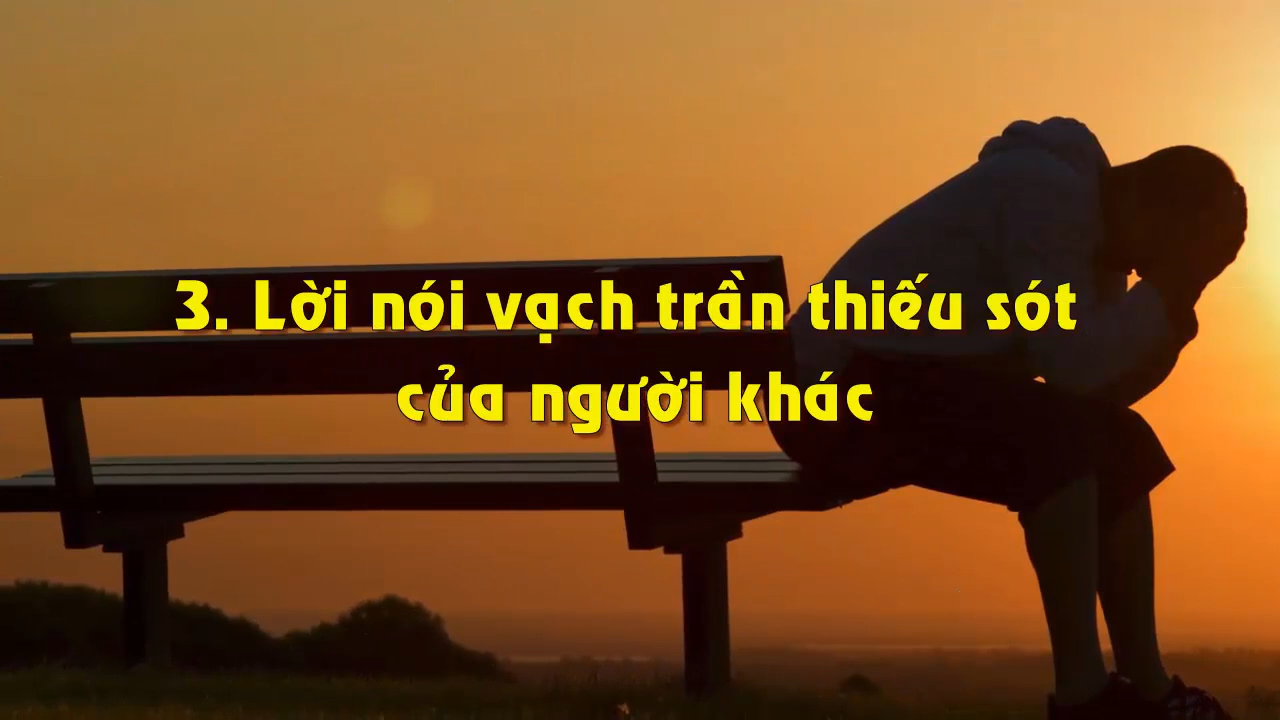 3. Lời nói vạch trần thiếu sót
của người khác